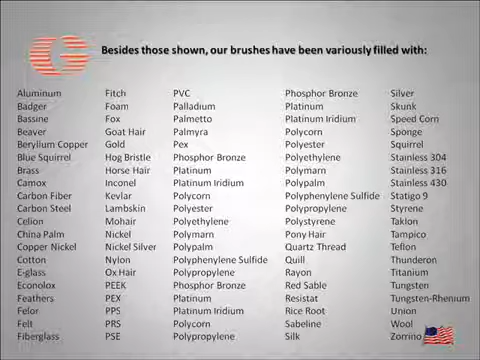 Besides those shown, our brushes have been variously filled with:
Aluminum Fitch PVC Phosphor Bronze Silver
Badger Foam Palladium Platinum Skunk
Bassine Fox Palmetto Platinum Iridium Speed Corn
Beaver Goat Hair Palmyra Polycorn Sponge
Beryllum Copper Gold Pex Polyester Squirrel
Blue Squirrel Hog Bristle Phosphor Bronze Polyethylene Stainless 304
Brass Horse Hair Platinum Polymarn Stainless 316
Camox Inconel Platinum Iridium Polypalm Stainless 430
Carbon Fiber Kevlar Polycorn Polyphenylene Sulfide Statigo 9
Carbon Steel Lambskin Polyester Polypropylene Styrene
Celion Mohair Polyethylene Polystyrene Taklon
China Palm Nickel Polymarn Pony Hair Tampico
Copper Nickel Nickel Silver Polypalm Quartz Thread Teflon
Cotton Nylon Polyphenylene Sulfide Quill Thunderon
E-glass Ox Hair Polypropylene Rayon Titanium
Econolox PEEK Phosphor Bronze Red Sable Tungsten
Feathers PEX Platinum Resistat Tungsten-Rhenium
Felor PPS Platinum Iridium Rice Root Union
Felt PRS Polycorn Sabeline Wool
Fiberglass PSE Polypropylene Silk Zorrino